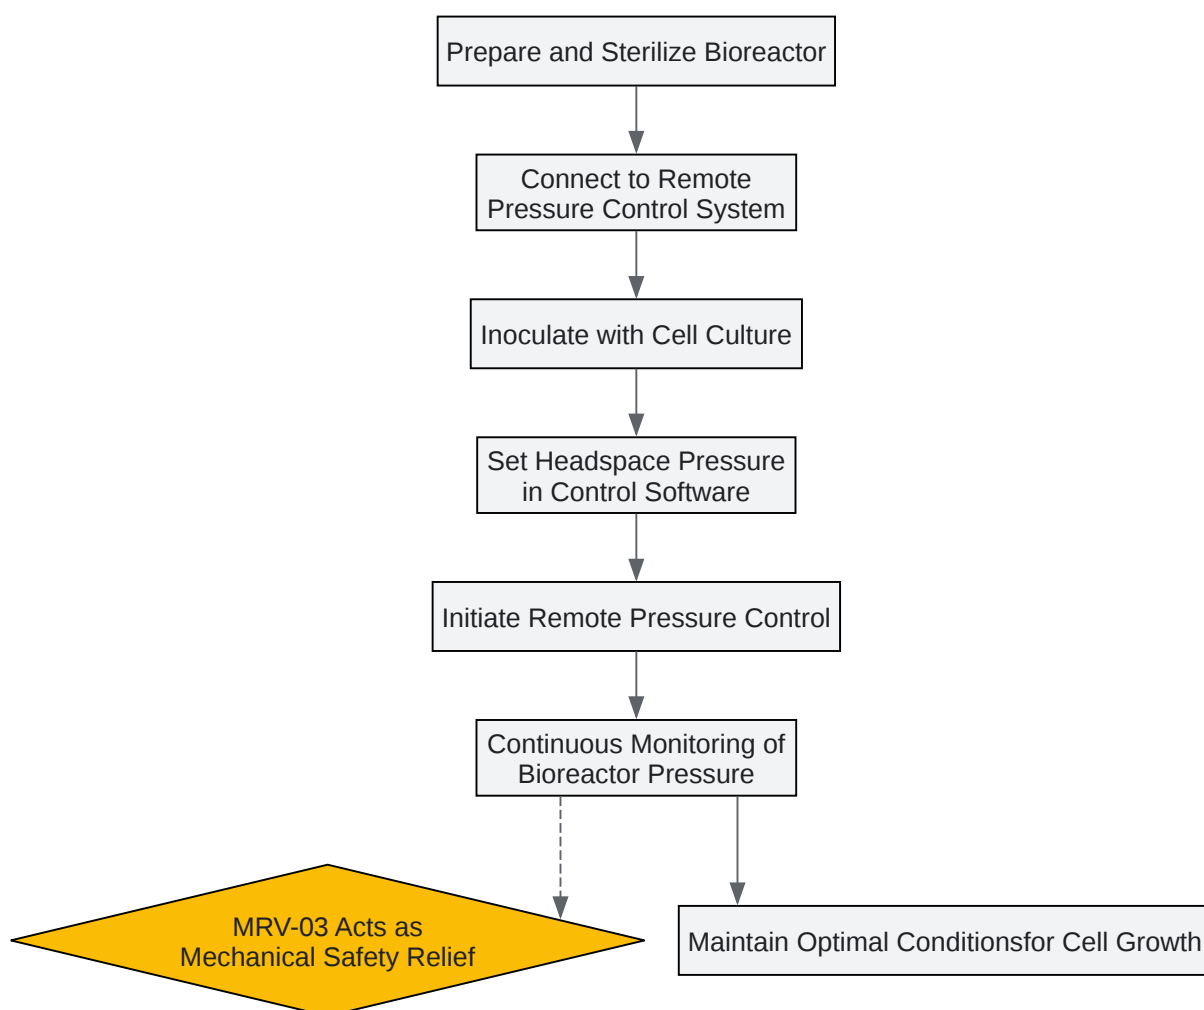 Prepare and Sterilize Bioreactor
Connect to Remote
Pressure Control System
Inoculate with Cell Culture
Set Headspace Pressure
in Control Software
Initiate Remote Pressure Control
Continuous Monitoring of
Bioreactor Pressure
MRV-03 Acts as
Mechanical Safety Relief
Maintain Optimal Conditionsfor Cell Growth